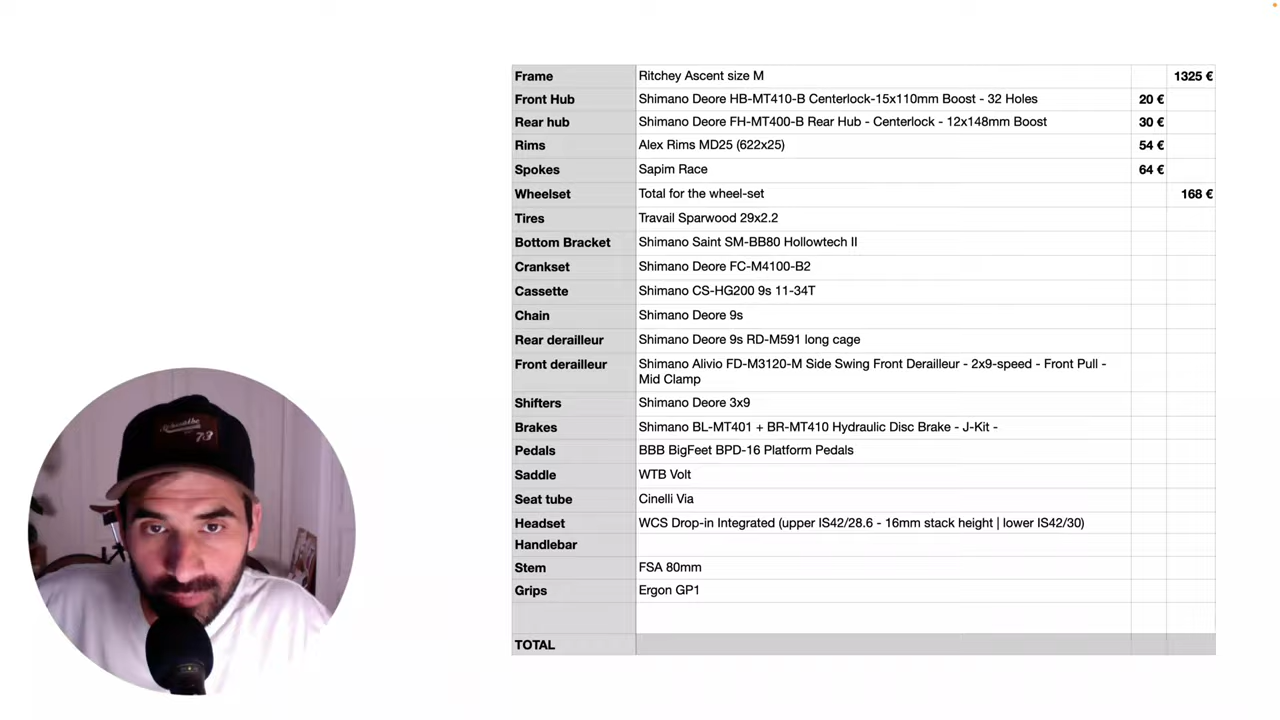 Frame Ritchey Ascent size M 1325 €
Front Hub Shimano Deore HB-MT410-B Centerlock-15x110mm Boost - 32 Holes 20 €
Rear hub Shimano Deore FH-MT400-B Rear Hub - Centerlock - 12x148mm Boost 30 €
Rims Alex Rims MD25 (622x25) 54 €
Spokes Sapim Race 64 €
Wheelset Total for the wheel-set 168 €
Tires Travail Sparwood 29x2.2
Bottom Bracket Shimano Saint SM-BB80 Hollowtech II
Crankset Shimano Deore FC-M4100-B2
Cassette Shimano CS-HG200 9s 11-34T
Chain Shimano Deore 9s
Rear derailleur Shimano Deore 9s RD-M591 long cage
Front derailleur Shimano Alivio FD-M3120-M Side Swing Front Derailleur - 2x9-speed - Front Pull -
Mid Clamp
Shifters Shimano Deore 3x9
Brakes Shimano BL-MT401 + BR-MT410 Hydraulic Disc Brake - J-Kit -
Pedals BBB BigFeet BPD-16 Platform Pedals
Saddle WTB Volt
Seat tube Cinelli Via
Headset WCS Drop-in Integrated (upper IS42/28.6 - 16mm stack height | lower IS42/30)
Handlebar
Stem FSA 80mm
Grips Ergon GP1
TOTAL
73